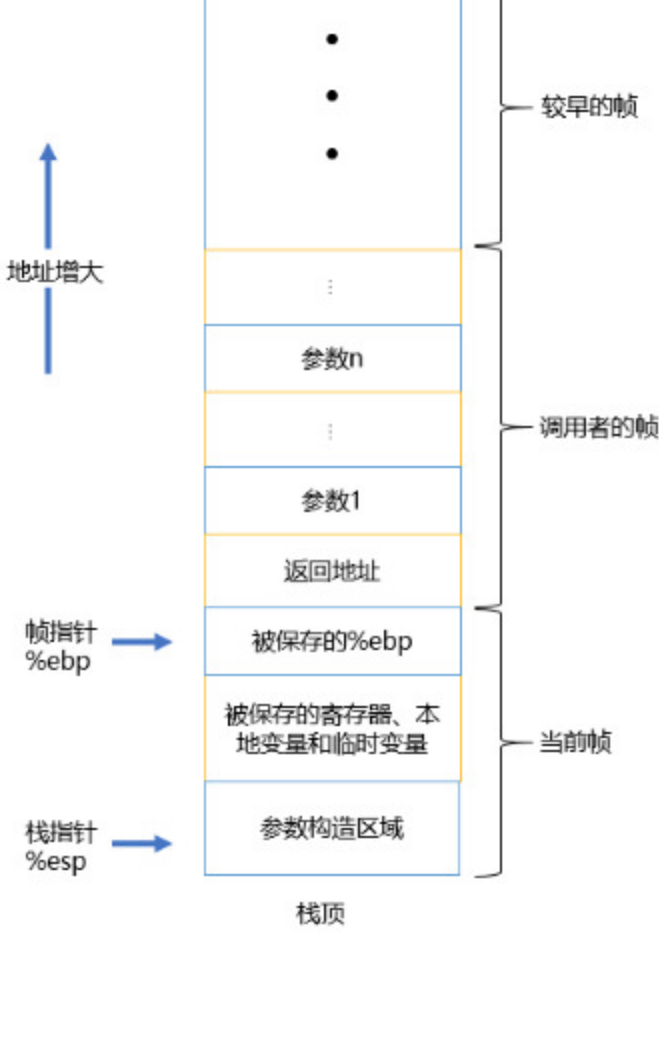 较早的帧
地址增大
参数n
调用者的帧
参数1
返回地址
帧指针
%ebp
被保存的%ebp
被保存的寄存器、本
地变量和临时变量
当前帧
栈指针
%esp
参数构造区域
栈顶